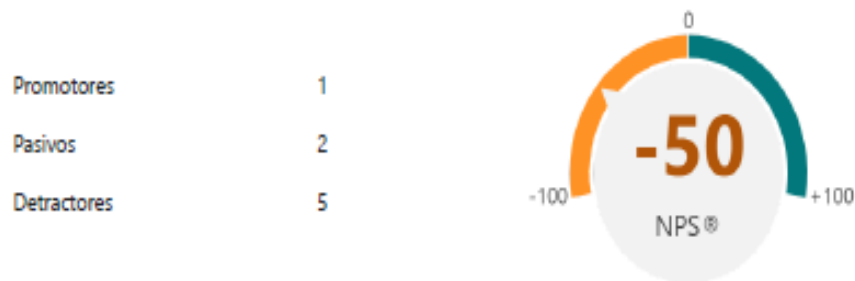 Promotores 1
Pasivos 2
Detractores 5
0
-50
-100
+100
NPS®